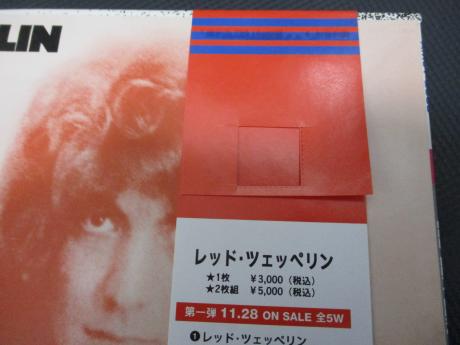 LIN
レッド・ツェッペリン
★1枚 ¥3,000（税込）
★2枚組 ¥5,000（税込）
第一弾 11.28 ON SALE 全5W
❶レッド・ツェッペリン